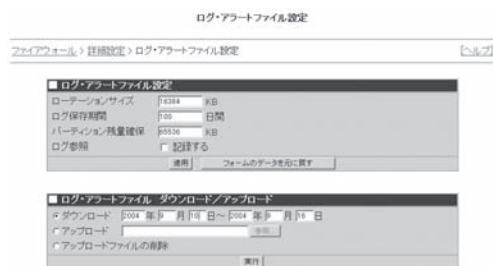 ログ・アラートファイル設定
ファイアウォール > 詳細設定 > ログ・アラートファイル設定 [ヘルプ]
■ ログ・アラートファイル設定
ローテーションサイズ 16384 KB
ログ保存期間 100 日間
パーティション残量確保 65536 KB
ログ参照 記録する
適用 フォームのデータを元に戻す
■ ログ・アラートファイル ダウンロード/アップロード
ダウンロード 2004 年 9 月 10 日～ 2004 年 9 月 16 日
アップロード 参照...
アップロードファイルの削除
実行